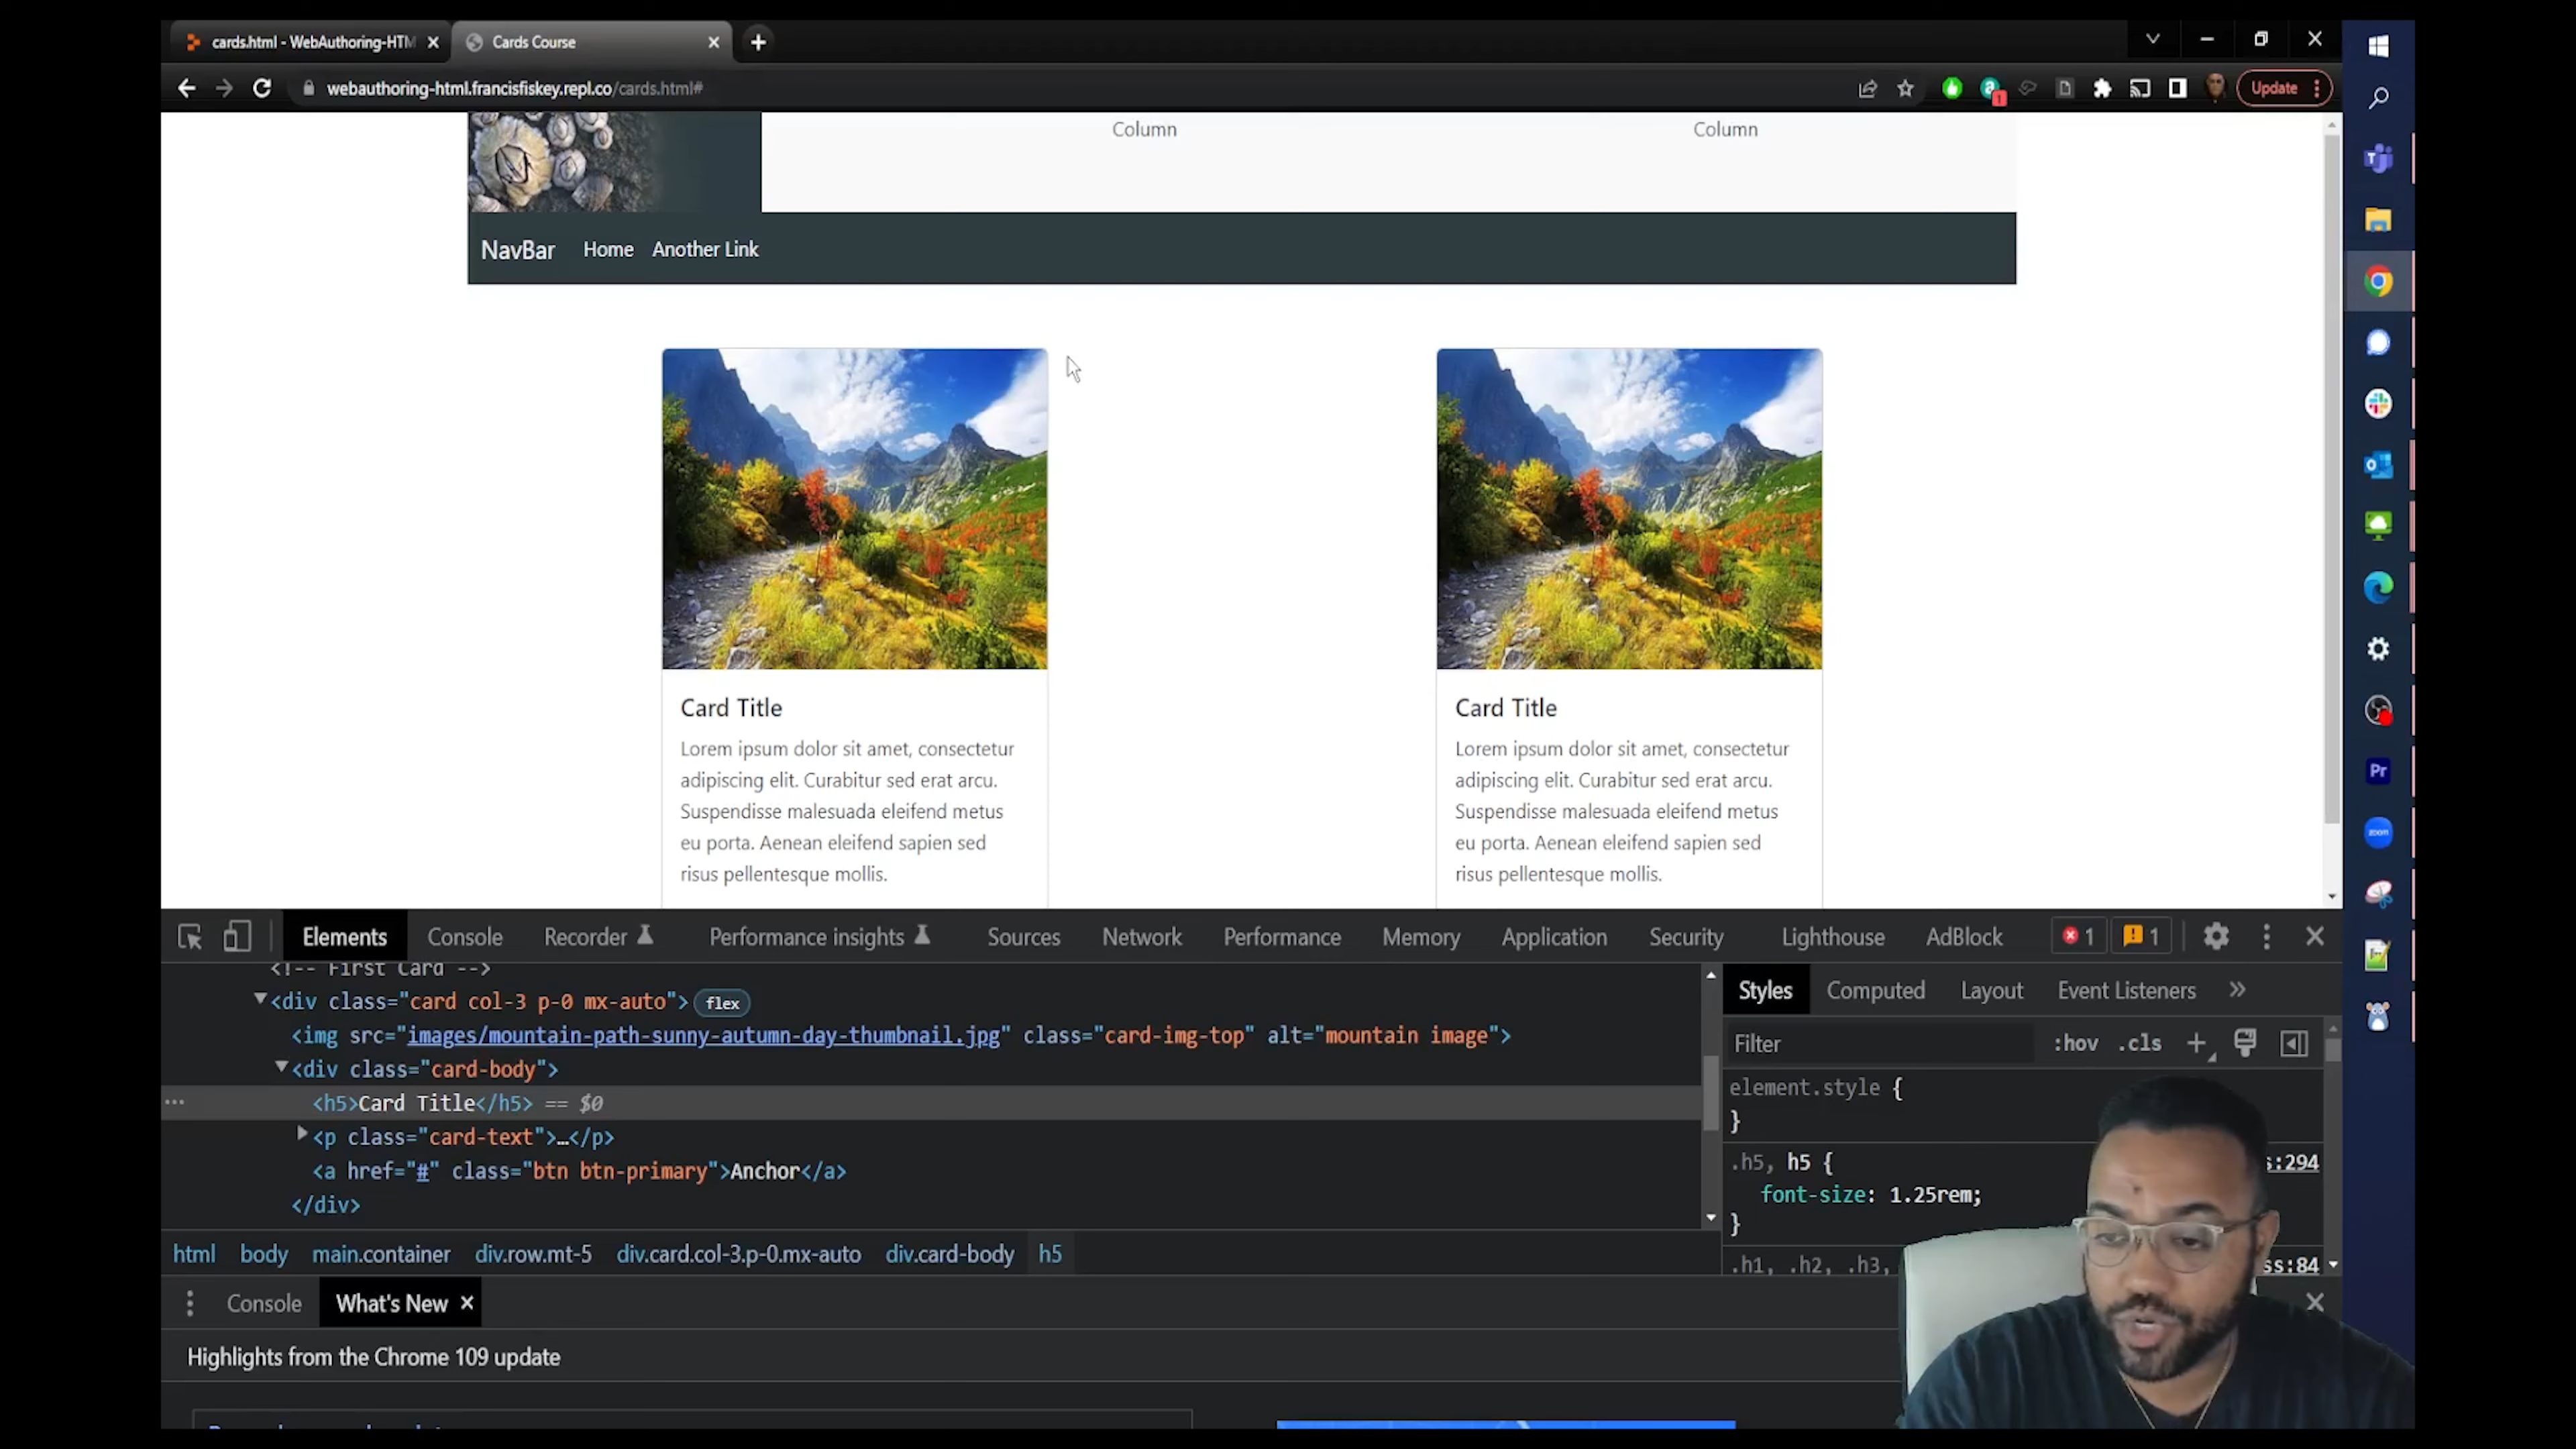 cards.html - WebAuthoring-HTM
Cards Course
webauthoring-html.francisfiskey.repl.co/cards.html#
Update
Column
Column
NavBar Home Another Link
Card Title
Lorem ipsum dolor sit amet, consectetur
adipiscing elit. Curabitur sed erat arcu.
Suspendisse malesuada eleifend metus
eu porta. Aenean eleifend sapien sed
risus pellentesque mollis.
Card Title
Lorem ipsum dolor sit amet, consectetur
adipiscing elit. Curabitur sed erat arcu.
Suspendisse malesuada eleifend metus
eu porta. Aenean eleifend sapien sed
risus pellentesque mollis.
Elements Console Recorder Performance insights Sources Network Performance Memory Application Security Lighthouse AdBlock 1 1
<!-- First Card -->
<div class="card col-3 p-0 mx-auto"> flex
<img src="images/mountain-path-sunny-autumn-day-thumbnail.jpg" class="card-img-top" alt="mountain image">
<div class="card-body">
<h5>Card Title</h5> == $0
<p class="card-text">…</p>
<a href="#" class="btn btn-primary">Anchor</a>
</div>
html body main.container div.row.mt-5 div.card.col-3.p-0.mx-auto div.card-body h5
Styles Computed Layout Event Listeners
Filter :hov .cls
element.style {
}
.h5, h5 { s:294
font-size: 1.25rem;
}
.h1, .h2, .h3, ss:84
Console What's New
Highlights from the Chrome 109 update
Pr
zoom